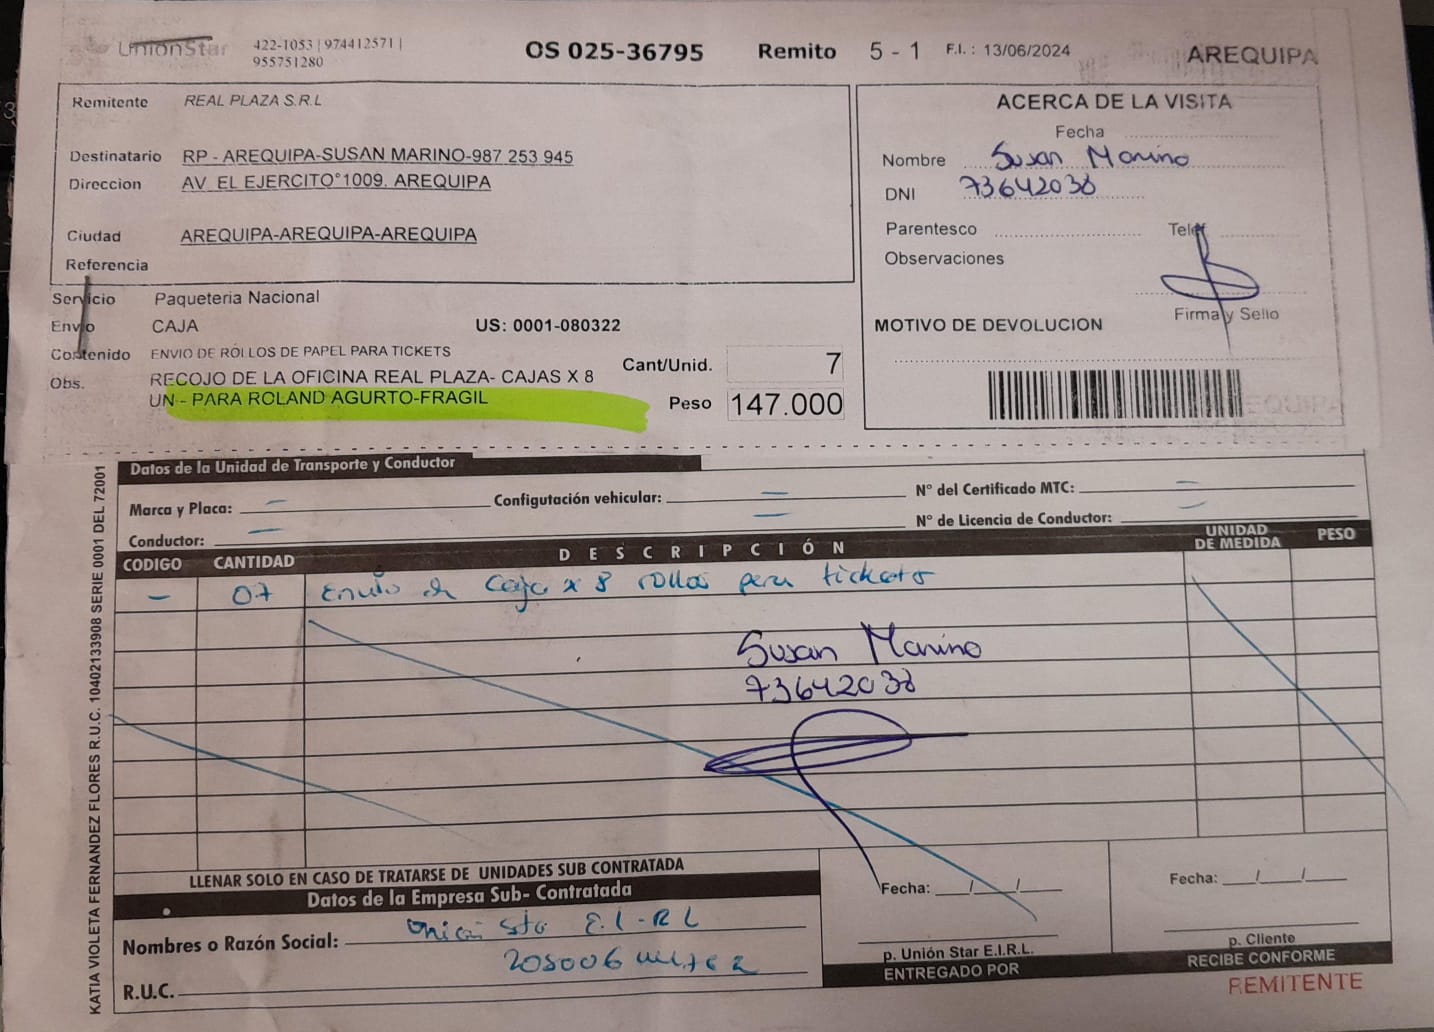 UnionStar
422-1053 | 974412571 |
955751280
OS 025-36795
Remito 5 - 1
F.I. : 13/06/2024
AREQUIPA
Remitente REAL PLAZA S.R.L
Destinatario RP - AREQUIPA-SUSAN MARINO-987 253 945
Direccion AV. EL EJERCITO°1009. AREQUIPA
Ciudad AREQUIPA-AREQUIPA-AREQUIPA
Referencia
ACERCA DE LA VISITA
Fecha
Nombre Susan Marino
DNI 73642038
Parentesco Telef
Observaciones
Firma y Sello
MOTIVO DE DEVOLUCION
Servicio Paqueteria Nacional
Envio CAJA US: 0001-080322
Contenido ENVIO DE ROLLOS DE PAPEL PARA TICKETS
Cant/Unid. 7
Obs. RECOJO DE LA OFICINA REAL PLAZA- CAJAS X 8
UN - PARA ROLAND AGURTO-FRAGIL
Peso 147.000
KATIA VIOLETA FERNANDEZ FLORES R.U.C. 10402133908 SERIE 0001 DEL 72001
Datos de la Unidad de Transporte y Conductor
Marca y Placa: – Configutación vehicular: – N° del Certificado MTC: –
Conductor: – – N° de Licencia de Conductor: –
CODIGO CANTIDAD DESCRIPCIÓN UNIDAD DE MEDIDA PESO
– 07 Envio de Caja x 8 rollos para tickets
Susan Marino
73642038
LLENAR SOLO EN CASO DE TRATARSE DE UNIDADES SUB CONTRATADA
Datos de la Empresa Sub- Contratada
Nombres o Razón Social: E.I.RL
R.U.C.
Fecha: __/__/__
p. Unión Star E.I.R.L.
ENTREGADO POR
Fecha: __/__/__
p. Cliente
RECIBE CONFORME
REMITENTE